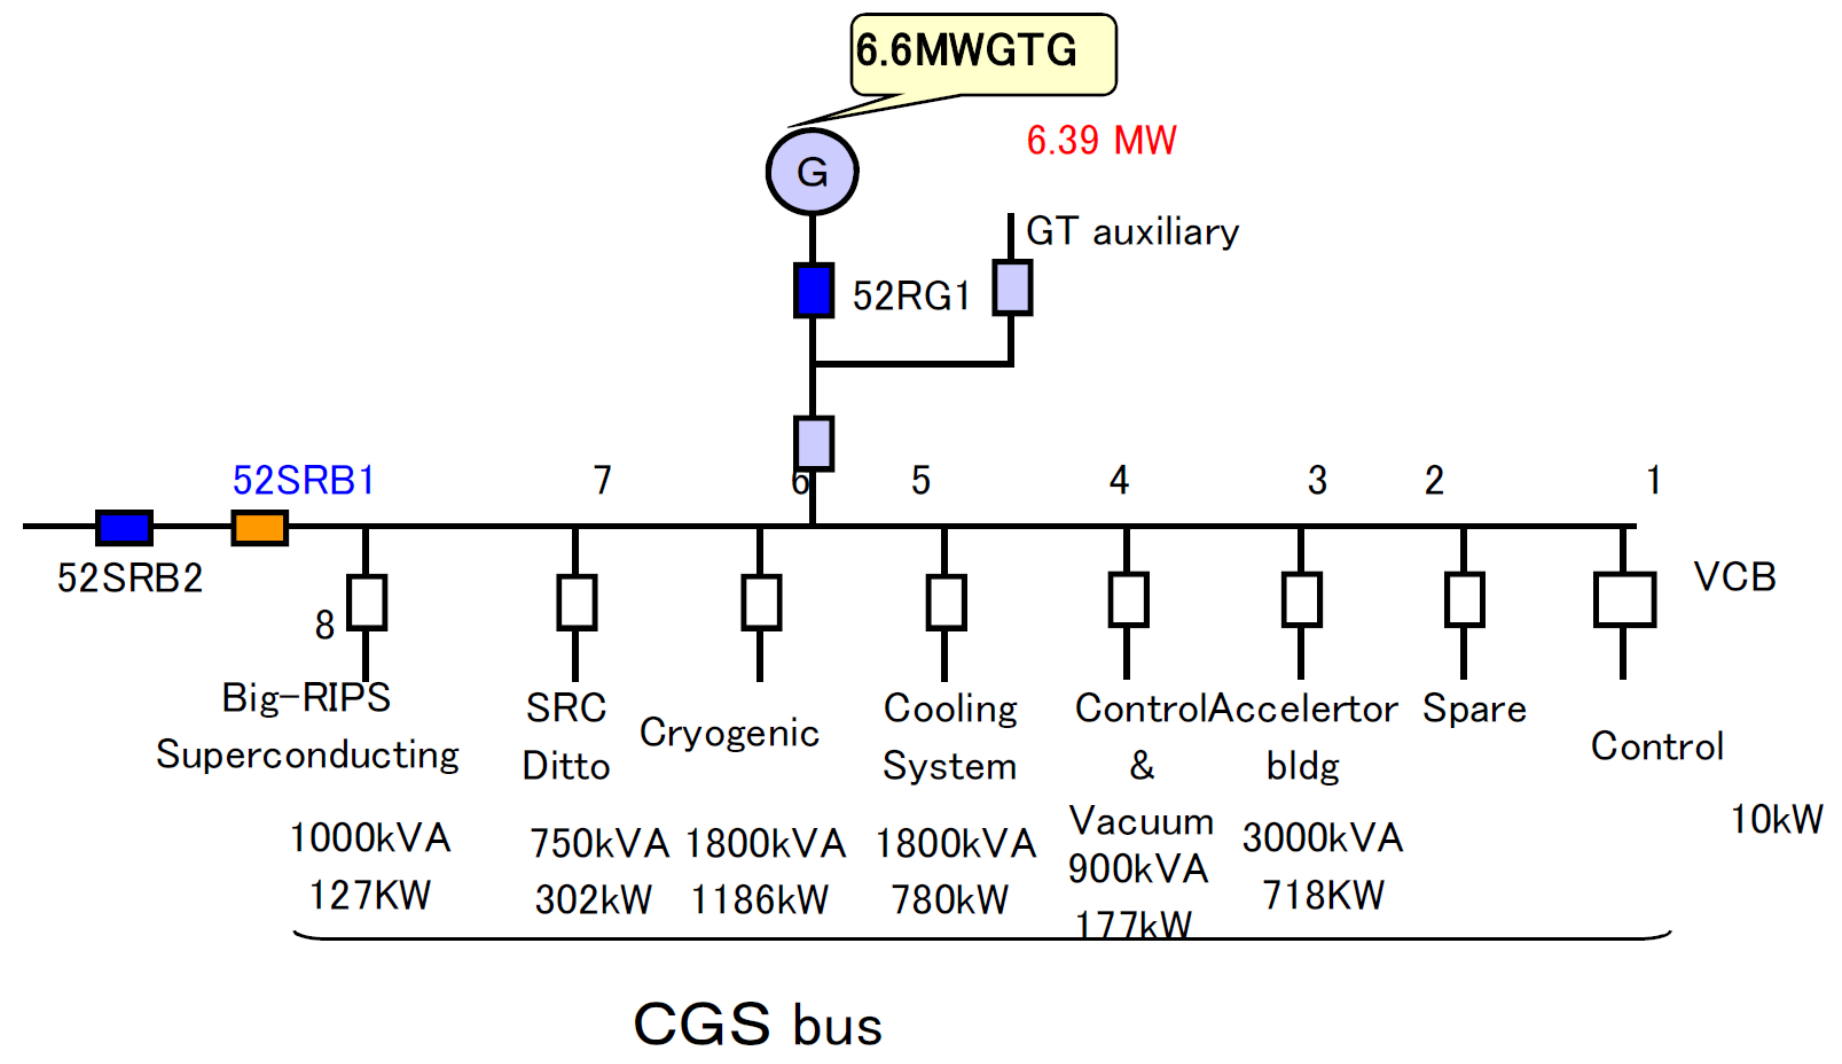 6.6MWGTG
6.39 MW
G
GT auxiliary
52RG1
52SRB1
7
6
5
4
3
2
1
52SRB2
8
VCB
Big-RIPS
Superconducting
SRC
Ditto
Cryogenic
Cooling
System
Control
&
Vacuum
Accelertor
bldg
Spare
Control
1000kVA
127KW
750kVA
302kW
1800kVA
1186kW
1800kVA
780kW
900kVA
177kW
3000kVA
718KW
10kW
CGS bus